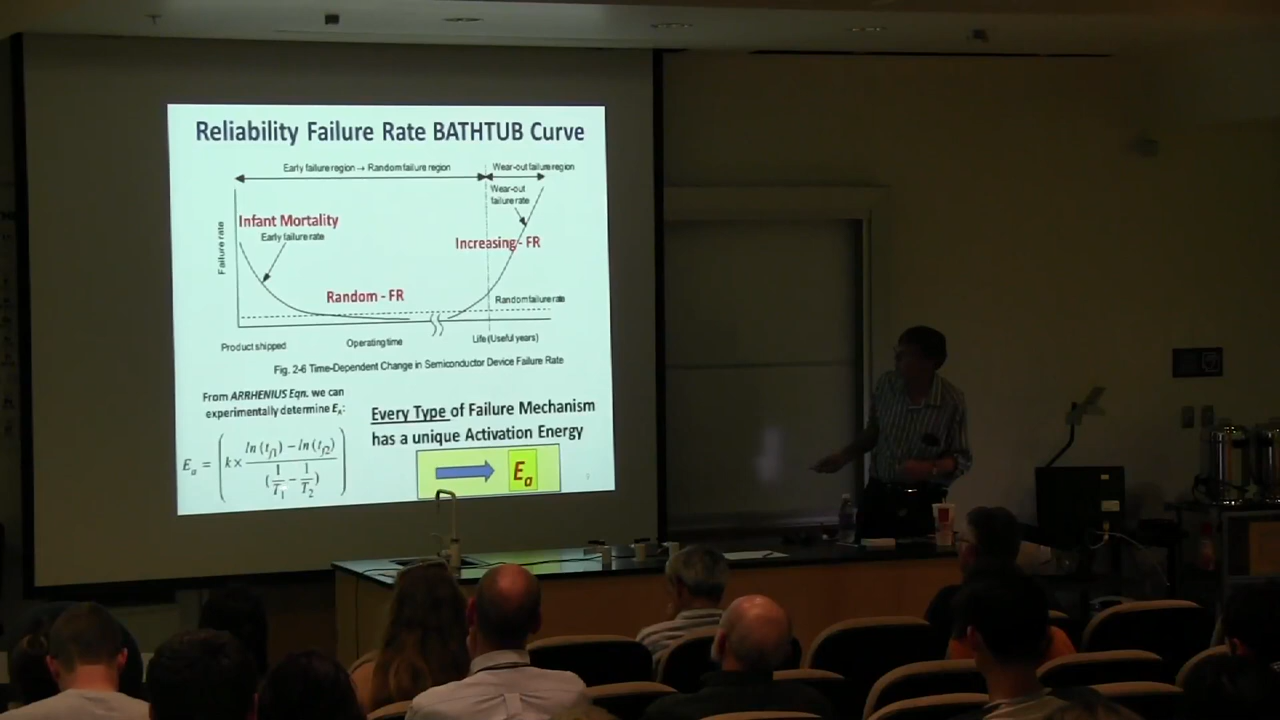 Reliability Failure Rate BATHTUB Curve
Early failure region → Random failure region
Wear-out failure region
Wear-out
failure rate
Infant Mortality
Early failure rate
Failure rate
Increasing - FR
Random - FR
Random failure rate
Product shipped
Operating time
Life (Useful years)
Fig. 2-6 Time-Dependent Change in Semiconductor Device Failure Rate
From ARRHENIUS Eqn. we can
experimentally determine EA:
Ea = (k × (ln (tf1) − ln (tf2)) / (1/T1 − 1/T2))
Every Type of Failure Mechanism
has a unique Activation Energy
Ea